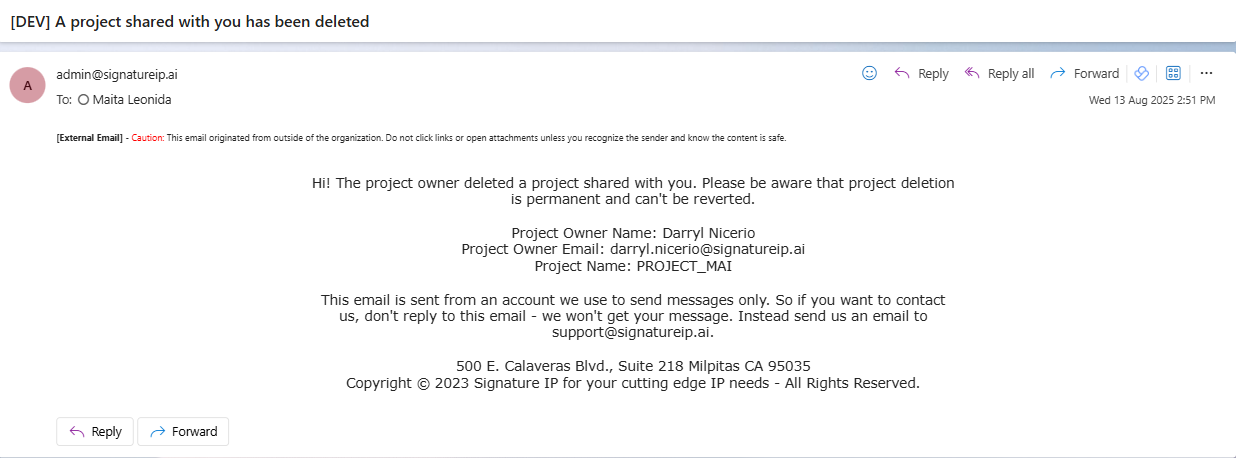 [DEV] A project shared with you has been deleted
A
admin@signatureip.ai
Reply
Reply all
Forward
To: Maita Leonida
Wed 13 Aug 2025 2:51 PM
[External Email] - Caution: This email originated from outside of the organization. Do not click links or open attachments unless you recognize the sender and know the content is safe.
Hi! The project owner deleted a project shared with you. Please be aware that project deletion
is permanent and can't be reverted.
Project Owner Name: Darryl Nicerio
Project Owner Email: darryl.nicerio@signatureip.ai
Project Name: PROJECT_MAI
This email is sent from an account we use to send messages only. So if you want to contact
us, don't reply to this email - we won't get your message. Instead send us an email to
support@signatureip.ai.
500 E. Calaveras Blvd., Suite 218 Milpitas CA 95035
Copyright © 2023 Signature IP for your cutting edge IP needs - All Rights Reserved.
Reply
Forward